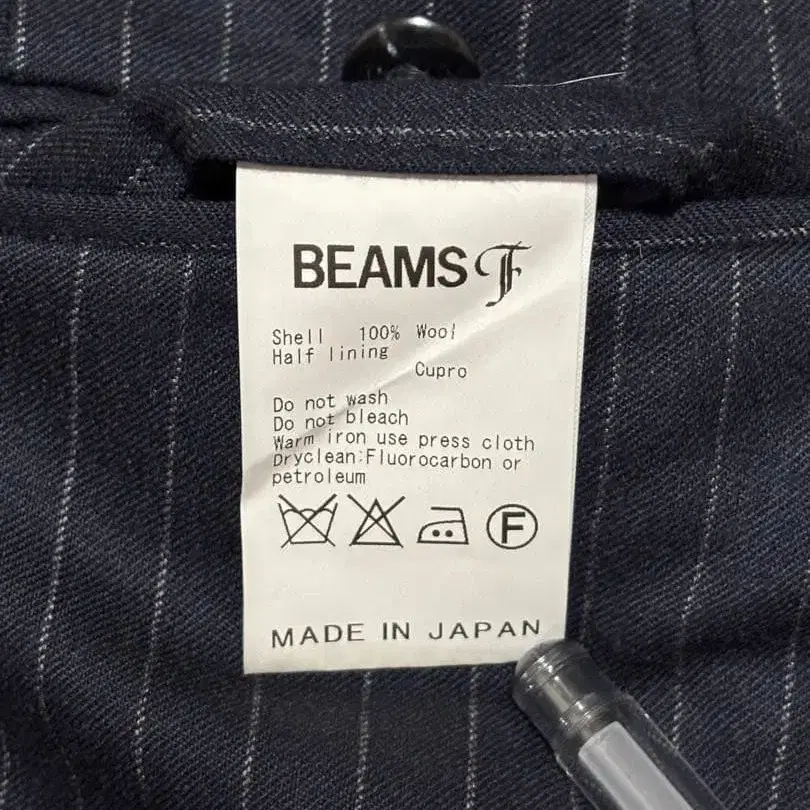 BEAMS F
Shell 100% Wool
Half lining
Cupro
Do not wash
Do not bleach
Warm iron use press cloth
Dryclean:Fluorocarbon or
petroleum
F
MADE IN JAPAN